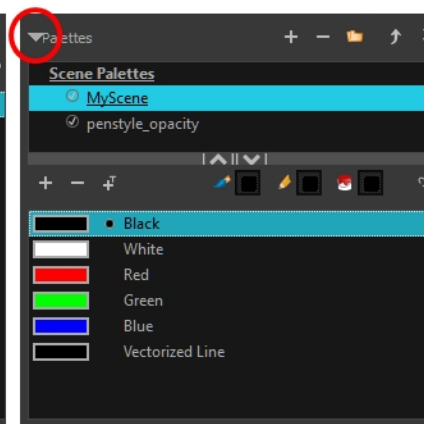 Palettes
Scene Palettes
MyScene
penstyle_opacity
Black
White
Red
Green
Blue
Vectorized Line